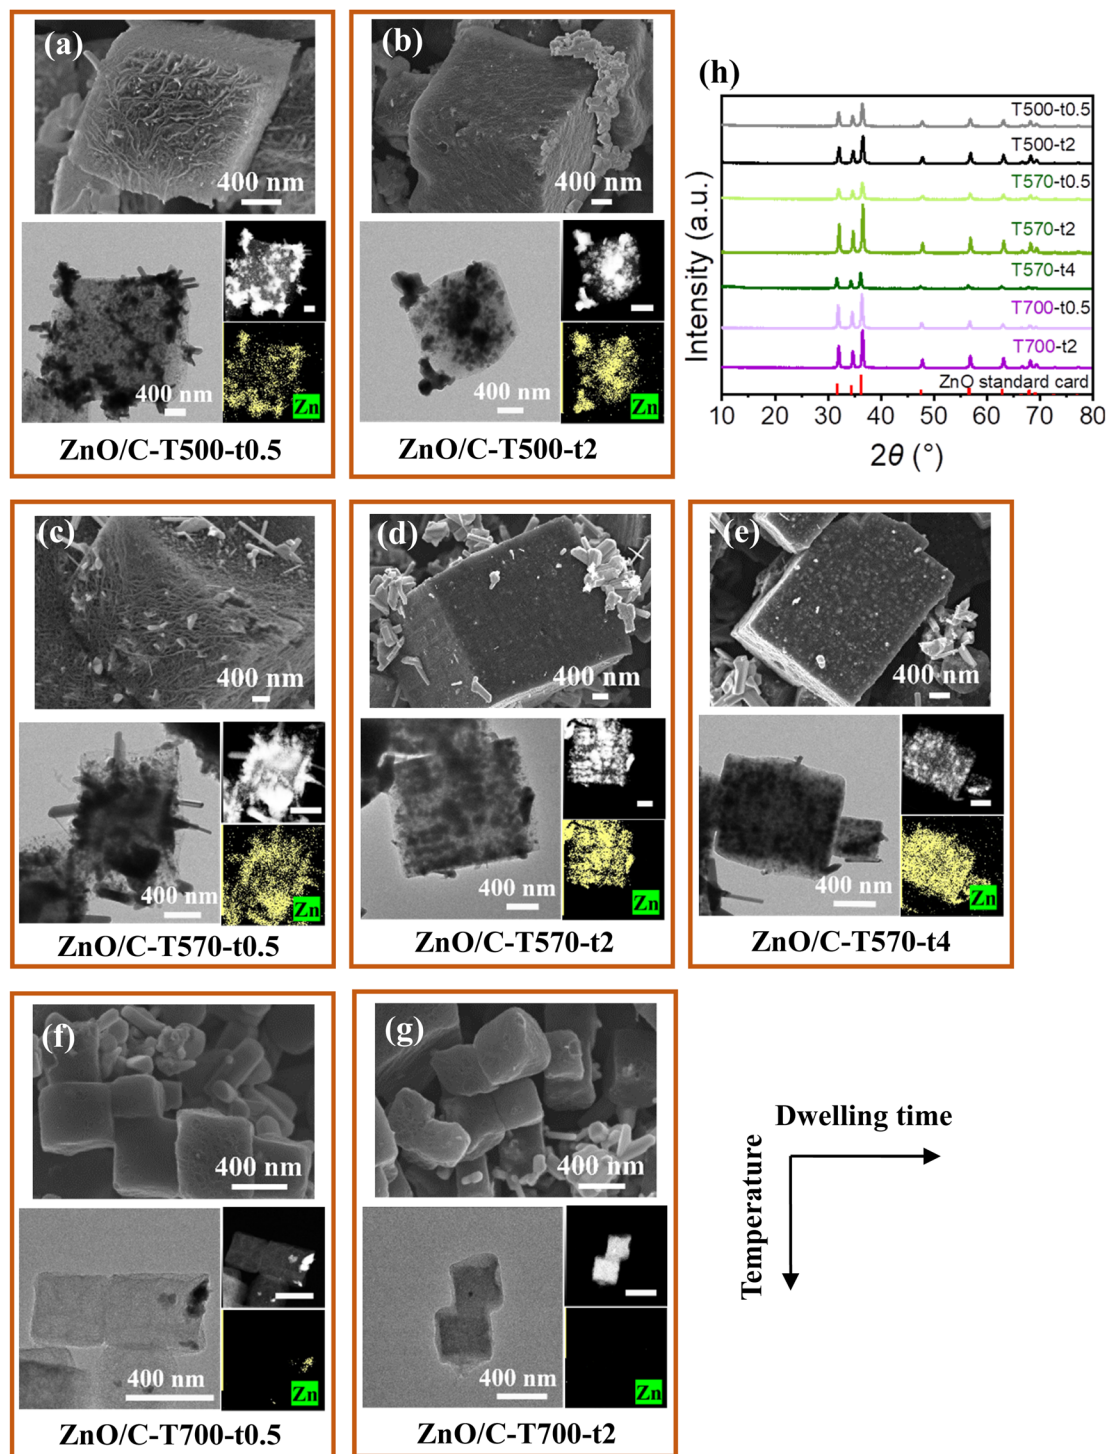 (a)
400 nm
400 nm
Zn
ZnO/C-T500-t0.5
(b)
400 nm
400 nm
Zn
ZnO/C-T500-t2
(h)
Intensity (a.u.)
T500-t0.5
T500-t2
T570-t0.5
T570-t2
T570-t4
T700-t0.5
T700-t2
ZnO standard card
10 20 30 40 50 60 70 80
2θ (°)
(c)
400 nm
400 nm
Zn
ZnO/C-T570-t0.5
(d)
400 nm
400 nm
Zn
ZnO/C-T570-t2
(e)
400 nm
400 nm
Zn
ZnO/C-T570-t4
(f)
400 nm
400 nm
Zn
ZnO/C-T700-t0.5
(g)
400 nm
400 nm
Zn
ZnO/C-T700-t2
Dwelling time
Temperature